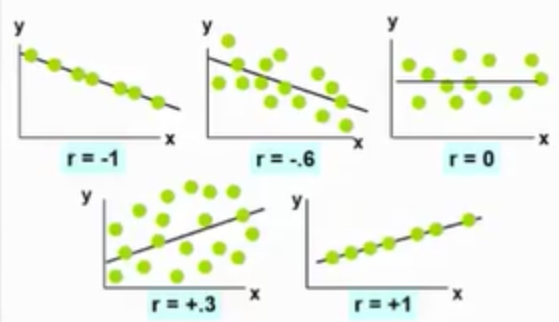 y
x
r = -1
y
x
r = -.6
y
x
r = 0
y
x
r = +.3
y
x
r = +1